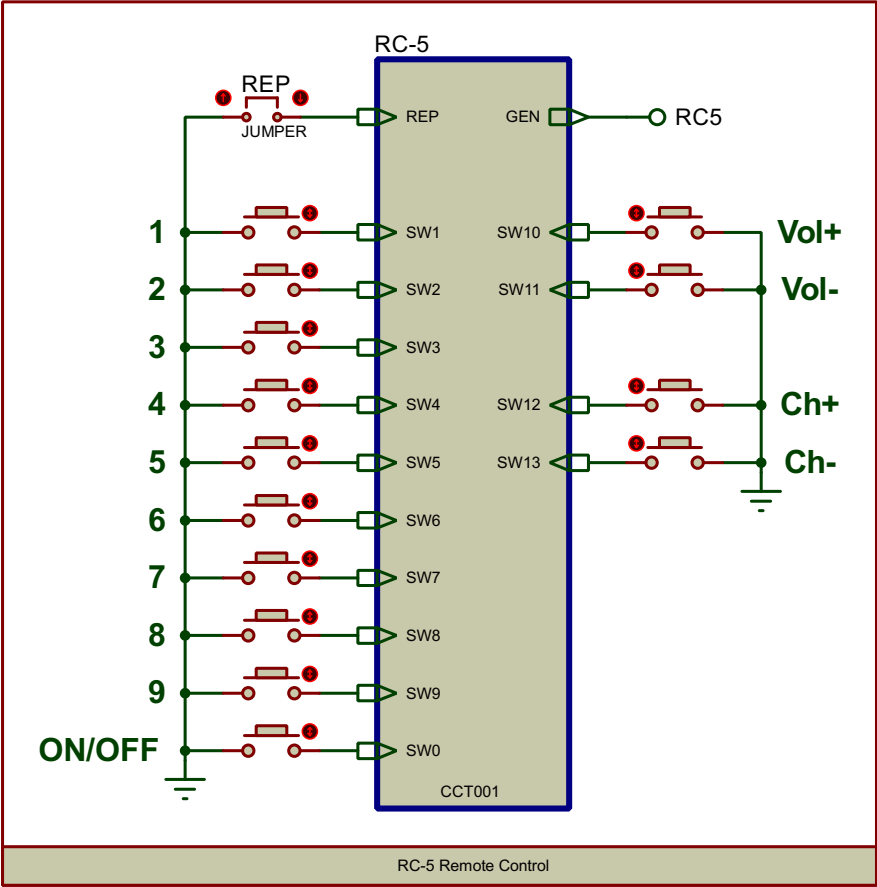 RC-5
REP
JUMPER
REP
GEN
RC5
1
SW1
SW10
Vol+
2
SW2
SW11
Vol-
3
SW3
4
SW4
SW12
Ch+
5
SW5
SW13
Ch-
6
SW6
7
SW7
8
SW8
9
SW9
ON/OFF
SW0
CCT001
RC-5 Remote Control